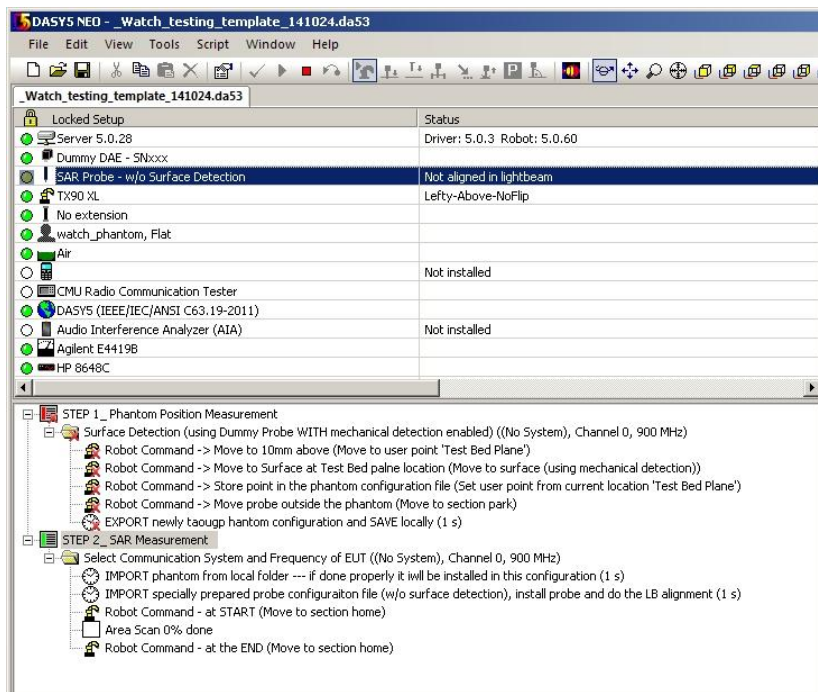 DASY5 NEO - _Watch_testing_template_141024.da53
File Edit View Tools Script Window Help
_Watch_testing_template_141024.da53
Locked Setup Status
Server 5.0.28 Driver: 5.0.3 Robot: 5.0.60
Dummy DAE - SNxxx
SAR Probe - w/o Surface Detection Not aligned in lightbeam
TX90 XL Lefty-Above-NoFlip
No extension
watch_phantom, Flat
Air
Not installed
CMU Radio Communication Tester
DASY5 (IEEE/IEC/ANSI C63.19-2011)
Audio Interference Analyzer (AIA) Not installed
Agilent E4419B
HP 8648C
STEP 1_ Phantom Position Measurement
Surface Detection (using Dummy Probe WITH mechanical detection enabled) ((No System), Channel 0, 900 MHz)
Robot Command -> Move to 10mm above (Move to user point 'Test Bed Plane')
Robot Command -> Move to Surface at Test Bed palne location (Move to surface (using mechanical detection))
Robot Command -> Store point in the phantom configuration file (Set user point from current location 'Test Bed Plane')
Robot Command -> Move probe outside the phantom (Move to section park)
EXPORT newly taougp hantom configuration and SAVE locally (1 s)
STEP 2_ SAR Measurement
Select Communication System and Frequency of EUT ((No System), Channel 0, 900 MHz)
IMPORT phantom from local folder --- if done properly it iwll be installed in this configuration (1 s)
IMPORT specially prepared probe configuraiton file (w/o surface detection), install probe and do the LB alignment (1 s)
Robot Command - at START (Move to section home)
Area Scan 0% done
Robot Command - at the END (Move to section home)